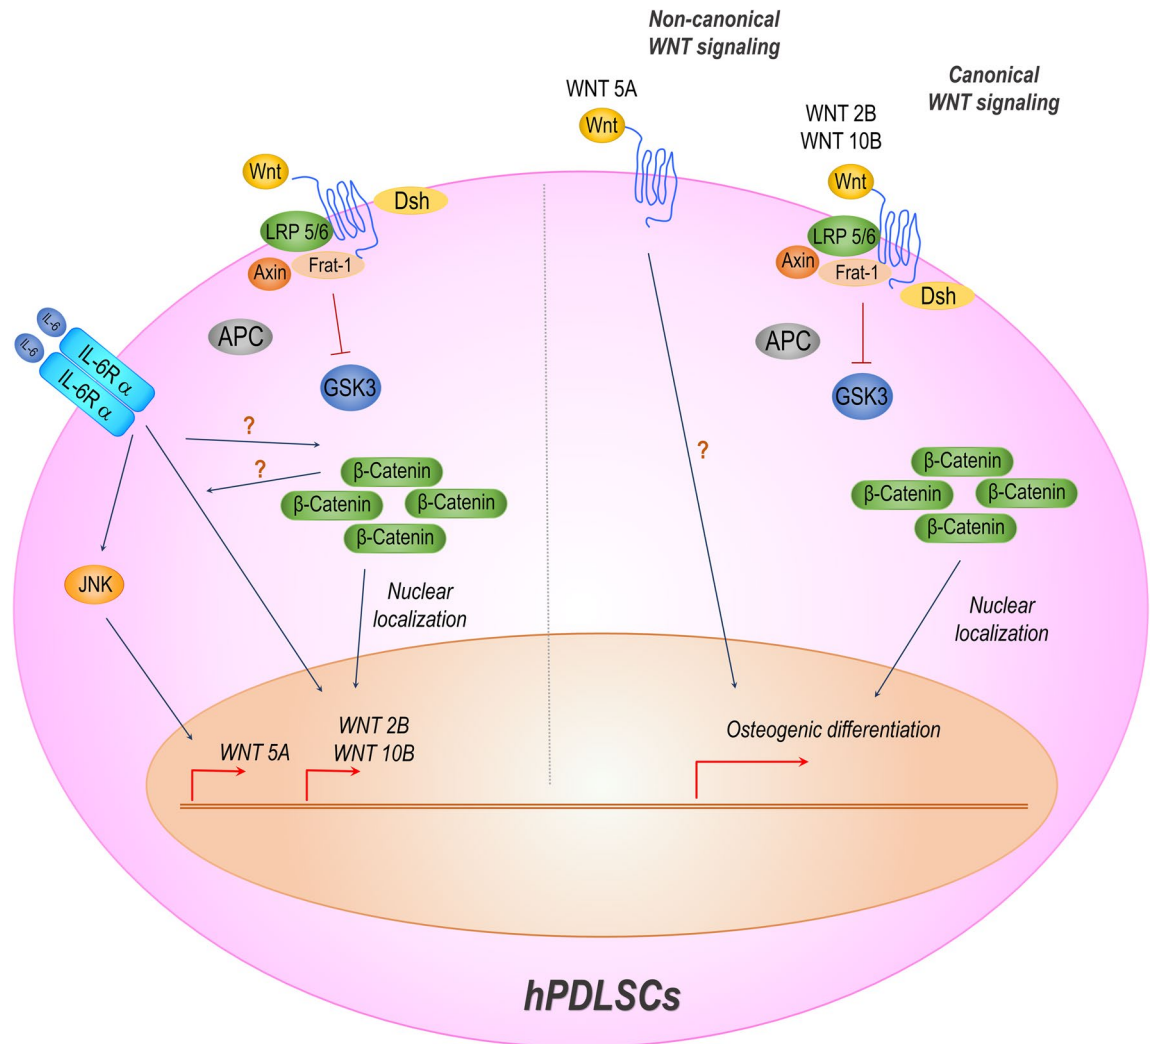 Non-canonical
WNT signaling
Canonical
WNT signaling
WNT 5A
Wnt
WNT 2B
WNT 10B
Wnt
Wnt
Dsh
LRP 5/6
Frat-1
Axin
APC
GSK3
LRP 5/6
Axin
Frat-1
Dsh
APC
GSK3
IL-6
IL-6
IL-6R α
IL-6R α
?
?
?
β-Catenin
β-Catenin
β-Catenin
β-Catenin
β-Catenin
β-Catenin
β-Catenin
β-Catenin
JNK
Nuclear
localization
Nuclear
localization
WNT 5A
WNT 2B
WNT 10B
Osteogenic differentiation
hPDLSCs